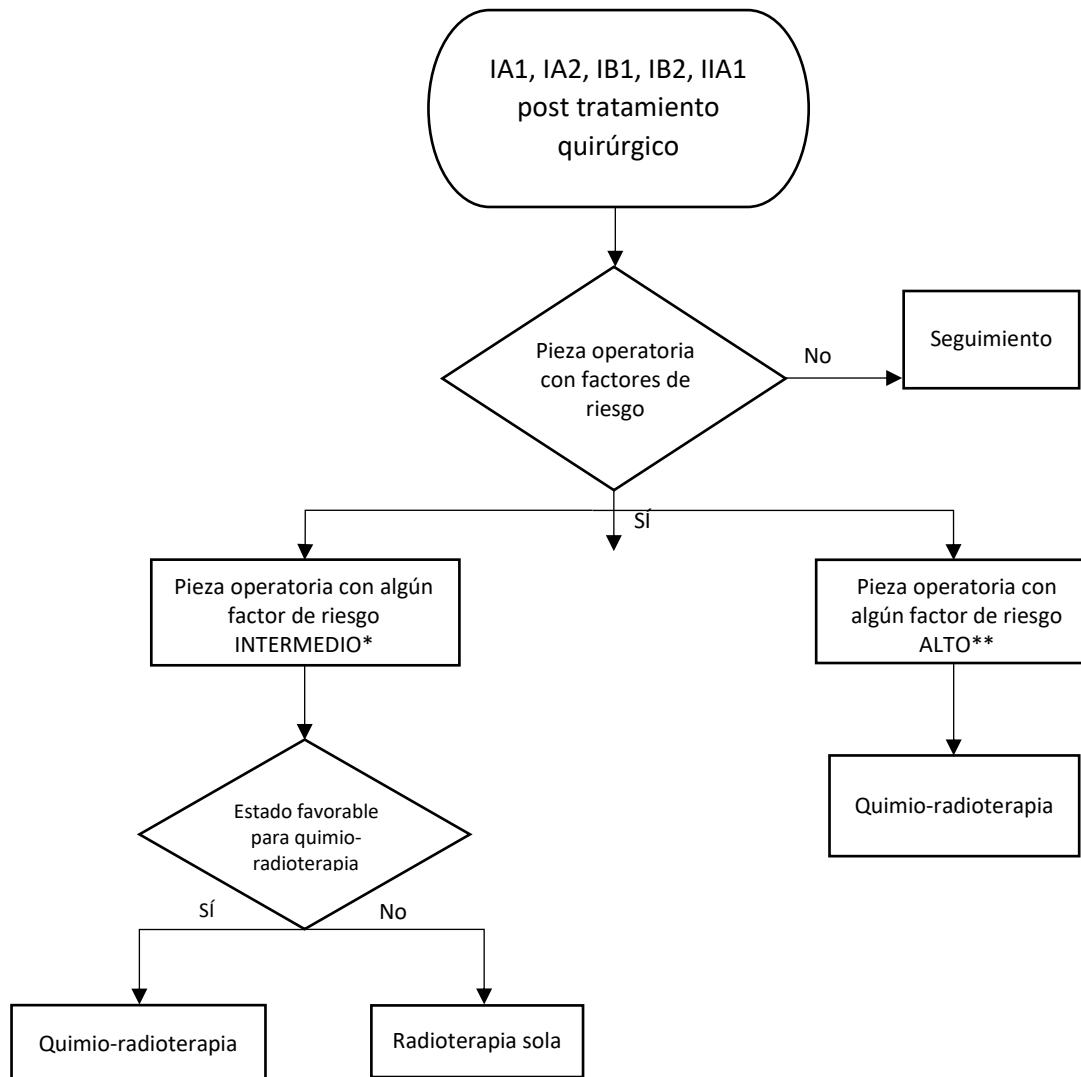 IA1, IA2, IB1, IB2, IIA1
post tratamiento
quirúrgico
Pieza operatoria
con factores de
riesgo
No
Seguimiento
SÍ
Pieza operatoria con algún
factor de riesgo
INTERMEDIO*
Pieza operatoria con
algún factor de riesgo
ALTO**
Estado favorable
para quimio-
radioterapia
Quimio-radioterapia
SÍ
No
Quimio-radioterapia
Radioterapia sola